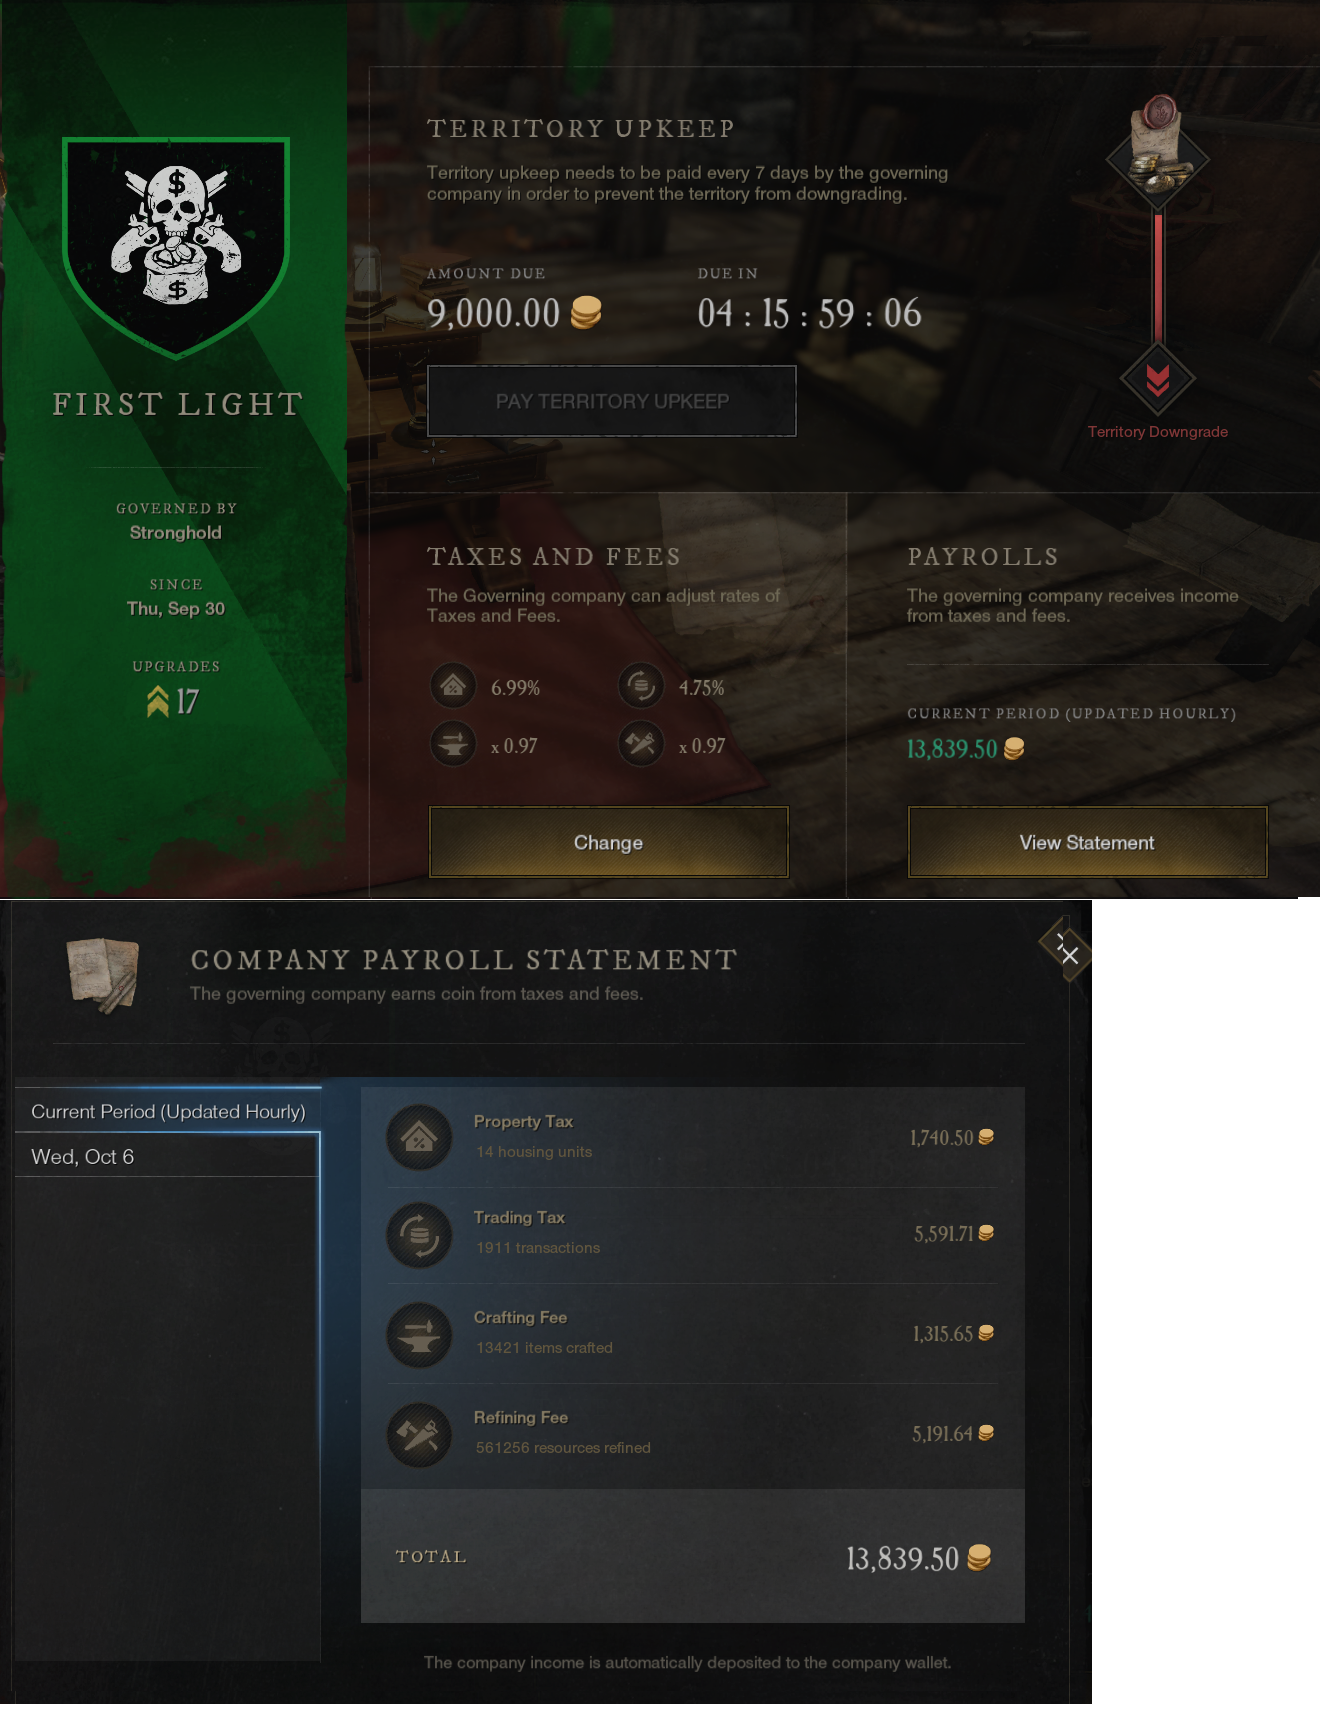 FIRST LIGHT
GOVERNED BY
Stronghold
SINCE
Thu, Sep 30
UPGRADES
17
TERRITORY UPKEEP
Territory upkeep needs to be paid every 7 days by the governing
company in order to prevent the territory from downgrading.
AMOUNT DUE
9,000.00
DUE IN
04 : 15 : 59 : 06
PAY TERRITORY UPKEEP
Territory Downgrade
TAXES AND FEES
The Governing company can adjust rates of
Taxes and Fees.
6.99%
4.75%
x 0.97
x 0.97
Change
PAYROLLS
The governing company receives income
from taxes and fees.
CURRENT PERIOD (UPDATED HOURLY)
13,839.50
View Statement
COMPANY PAYROLL STATEMENT
The governing company earns coin from taxes and fees.
Current Period (Updated Hourly)
Wed, Oct 6
Property Tax
14 housing units
1,740.50
Trading Tax
1911 transactions
5,591.71
Crafting Fee
13421 items crafted
1,315.65
Refining Fee
561256 resources refined
5,191.64
TOTAL
13,839.50
The company income is automatically deposited to the company wallet.